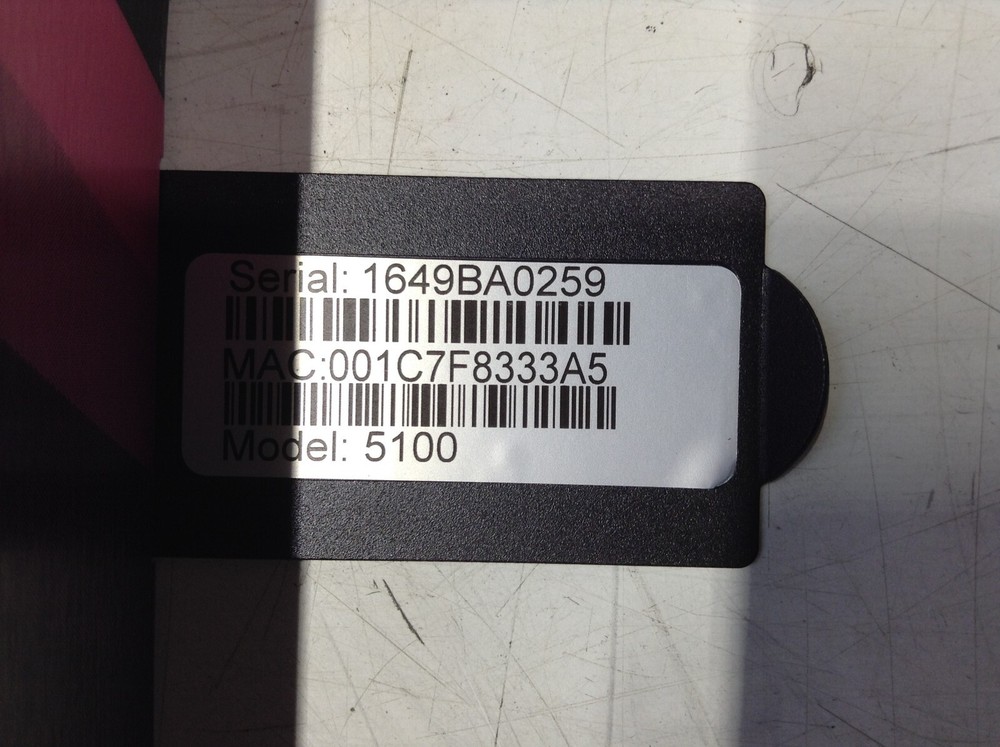 Serial: 1649BA0259
MAC:001C7F8333A5
Model: 5100